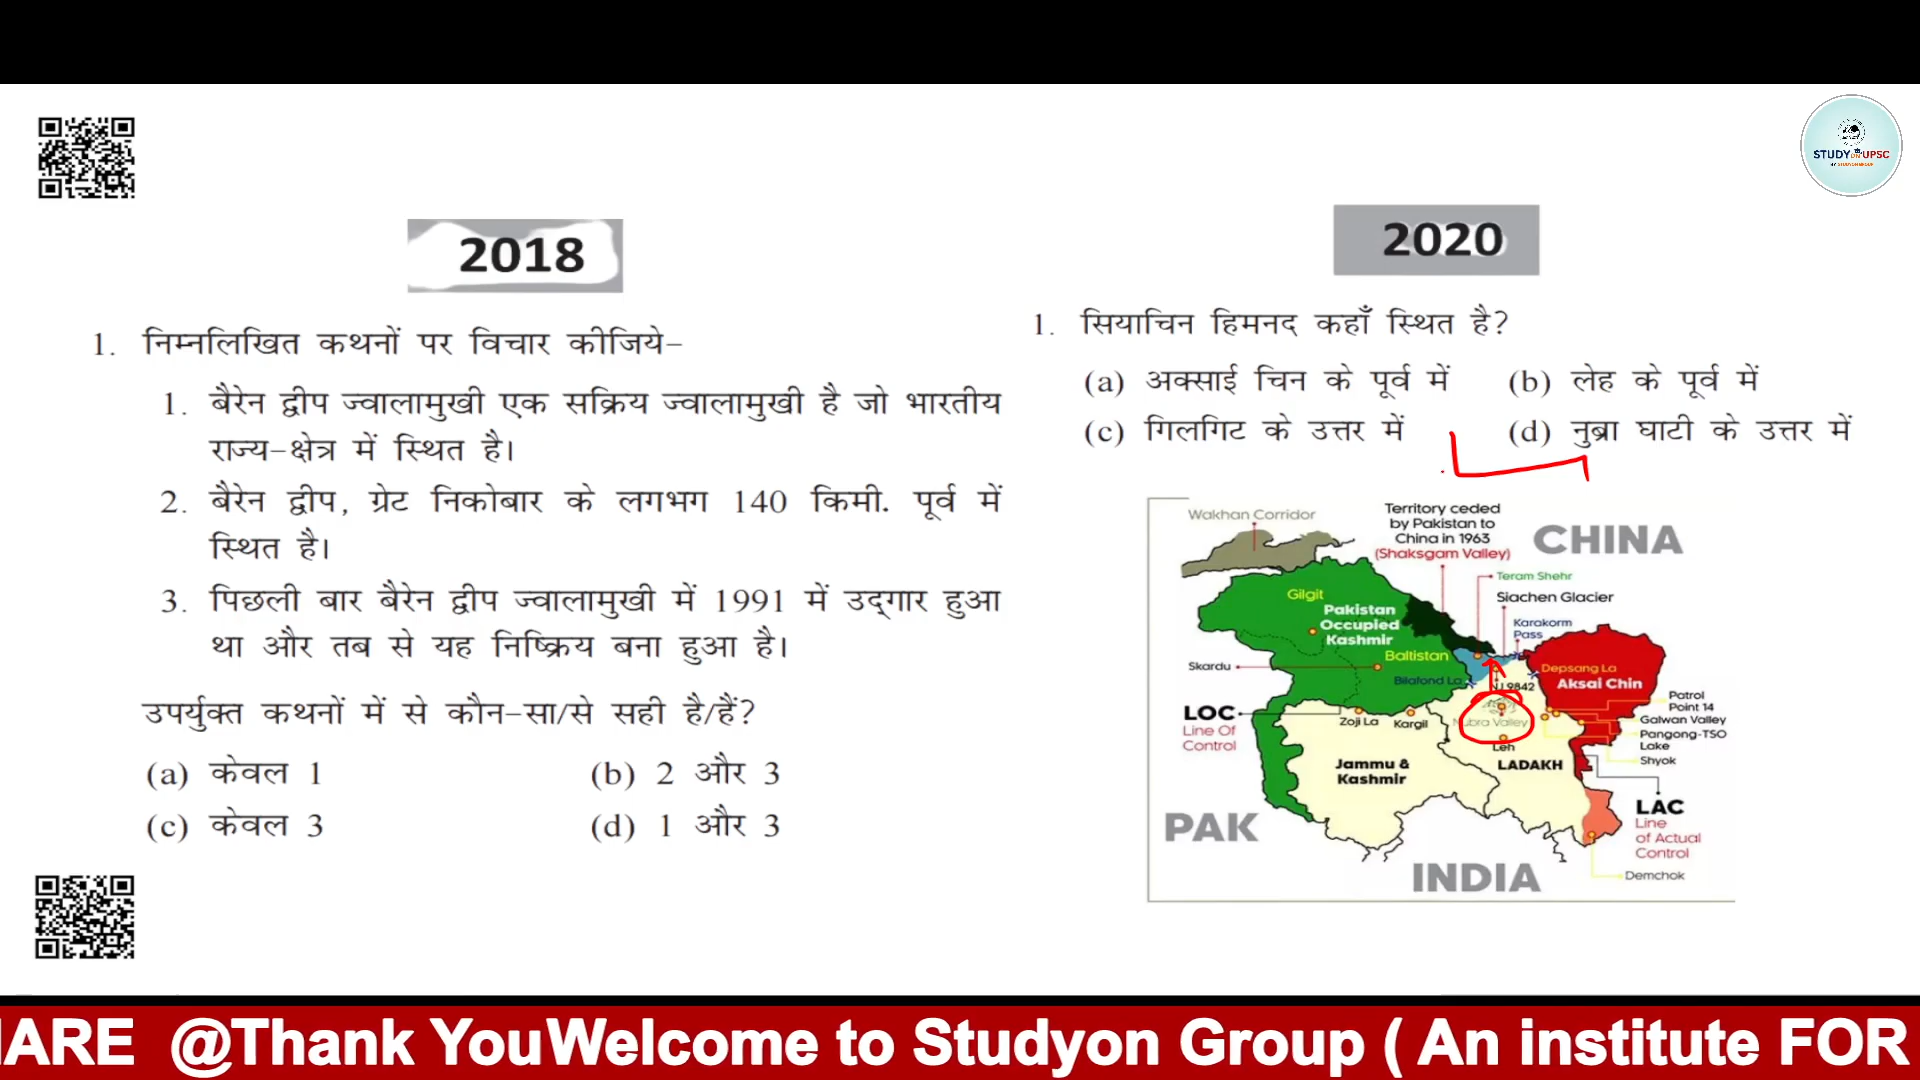 STUDY ON UPSC
2018
1. निम्नलिखित कथनों पर विचार कीजिये–
1. बैरेन द्वीप ज्वालामुखी एक सक्रिय ज्वालामुखी है जो भारतीय
राज्य-क्षेत्र में स्थित है।
2. बैरेन द्वीप, ग्रेट निकोबार के लगभग 140 किमी. पूर्व में
स्थित है।
3. पिछली बार बैरेन द्वीप ज्वालामुखी में 1991 में उद्गार हुआ
था और तब से यह निष्क्रिय बना हुआ है।
उपर्युक्त कथनों में से कौन-सा/से सही है/हैं?
(a) केवल 1 (b) 2 और 3
(c) केवल 3 (d) 1 और 3
2020
1. सियाचिन हिमनद कहाँ स्थित है?
(a) अक्साई चिन के पूर्व में (b) लेह के पूर्व में
(c) गिलगिट के उत्तर में (d) नुब्रा घाटी के उत्तर में
Wakhan Corridor
Territory ceded
by Pakistan to
China in 1963
(Shaksgam Valley)
CHINA
Teram Shehr
Siachen Glacier
Karakorm
Pass
Gilgit
Pakistan
Occupied
Kashmir
Baltistan
Skardu
Bilafond La
Depsang La
Aksai Chin
9842
Patrol
Point 14
Galwan Valley
Pangong-TSO
Lake
Shyok
LOC
Line Of
Control
Zoji La
Kargil
Nubra Valley
Leh
LADAKH
Jammu &
Kashmir
LAC
Line
of Actual
Control
PAK
INDIA
Demchok
ARE @Thank YouWelcome to Studyon Group ( An institute FOR